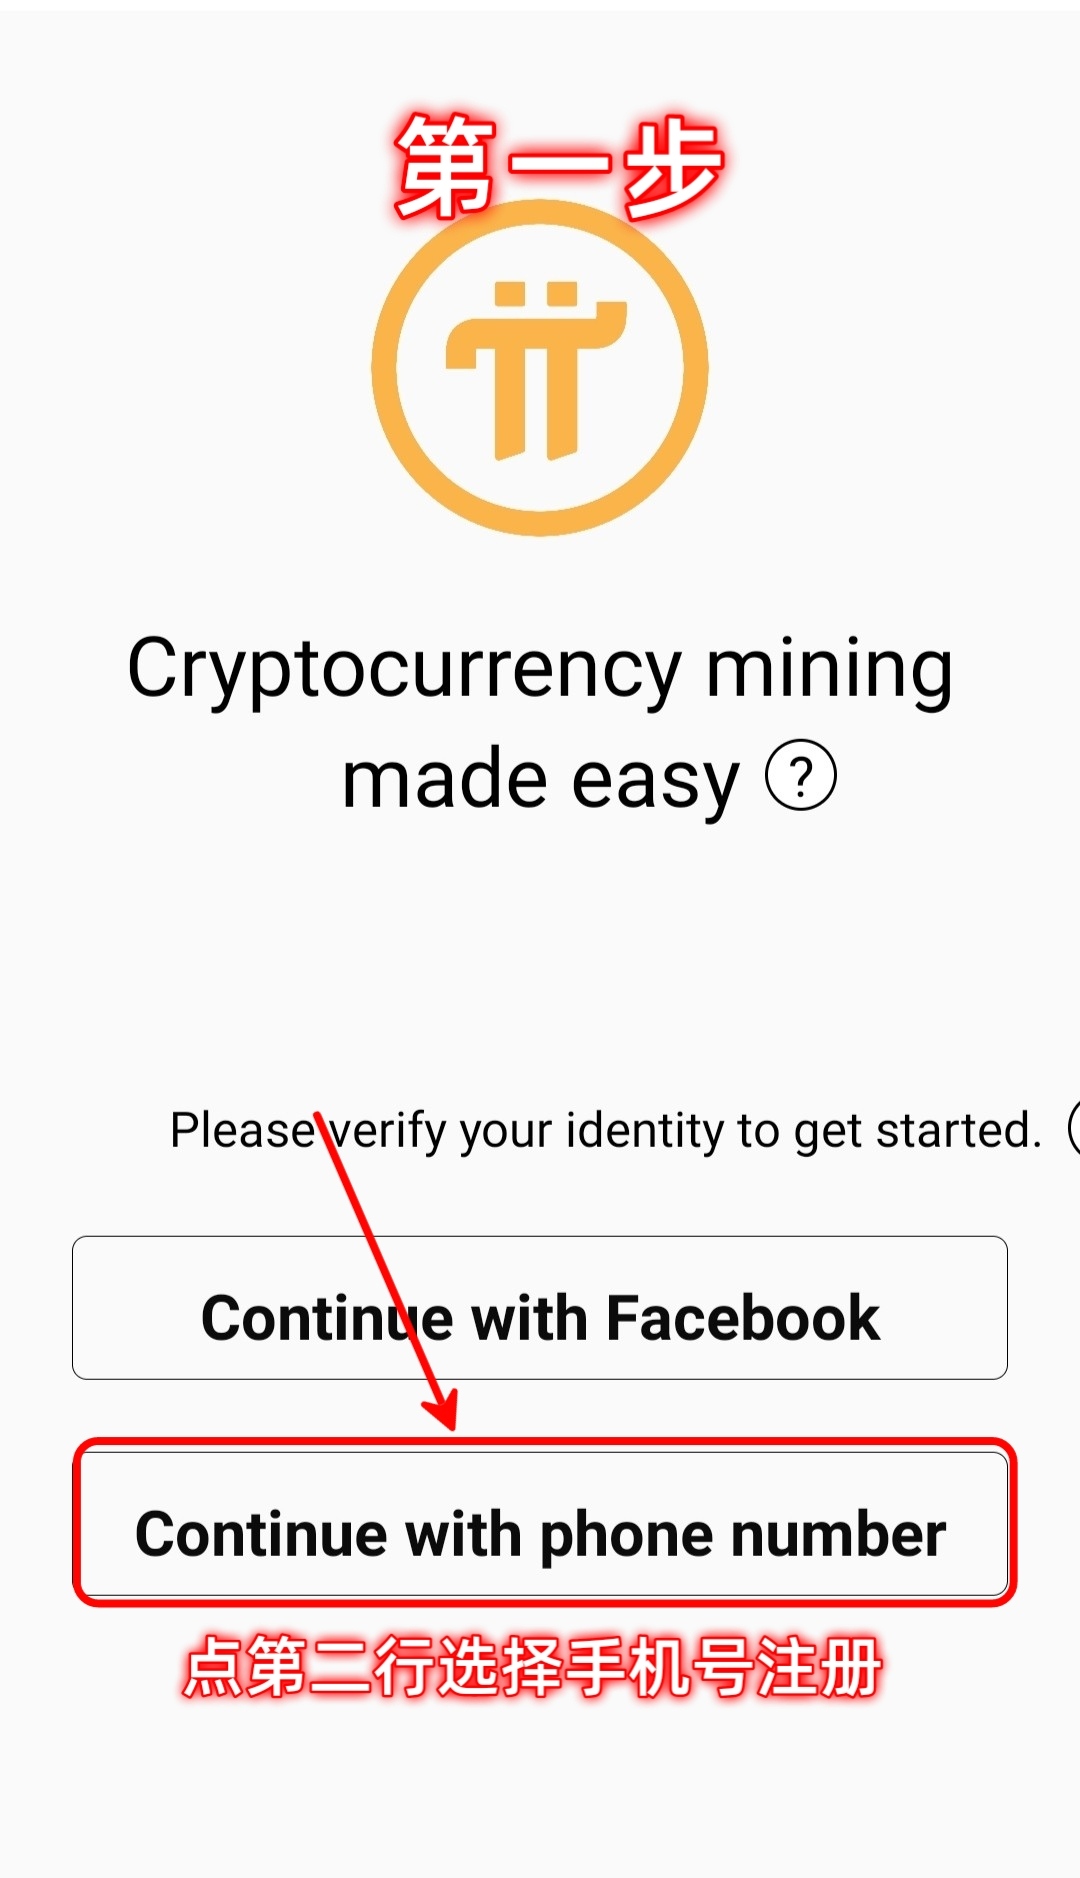 第一步
Cryptocurrency mining
made easy ?
Please verify your identity to get started.
Continue with Facebook
Continue with phone number
点第二行选择手机号注册